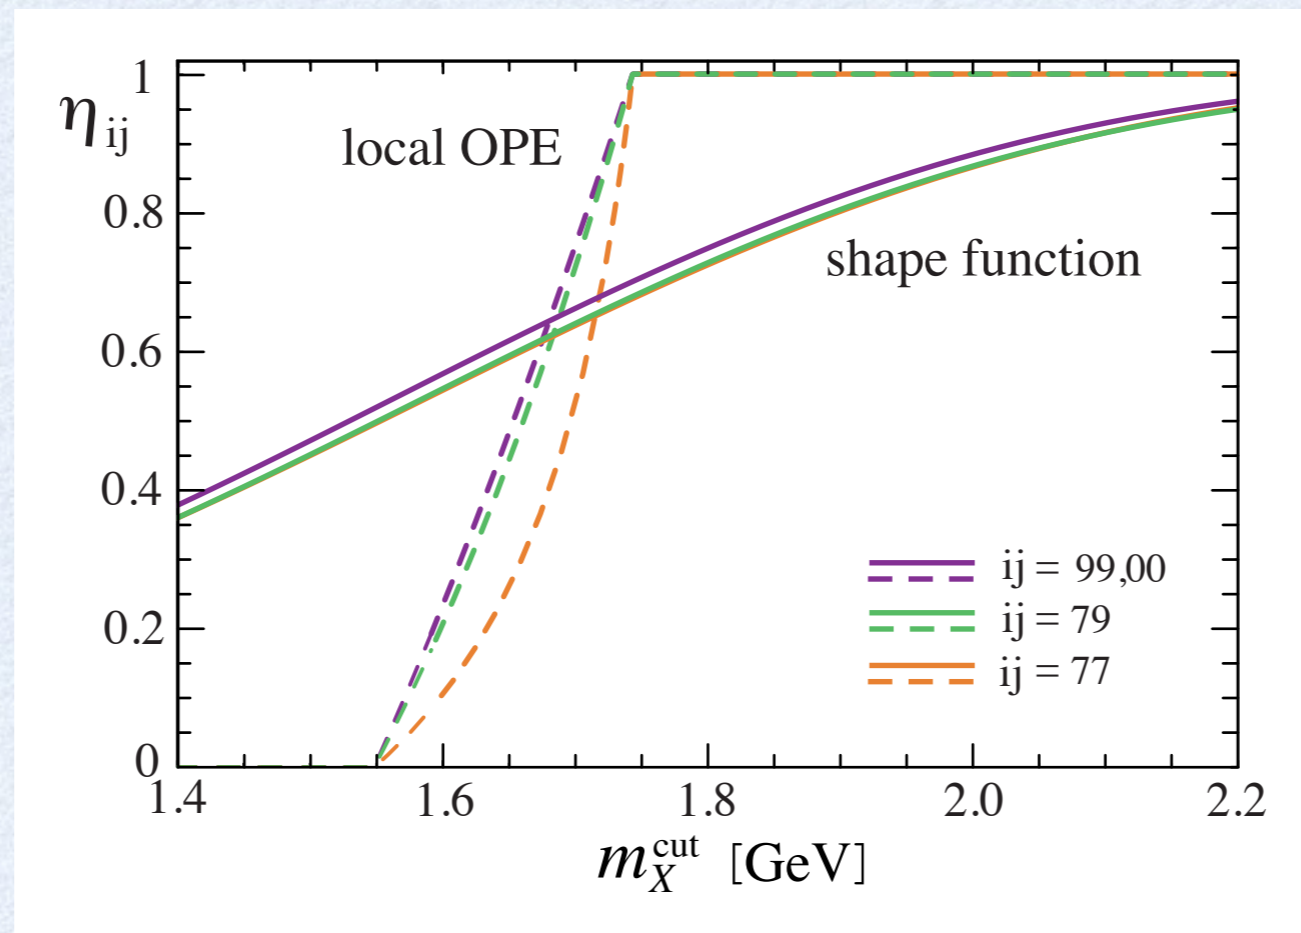 1
η_ij
local OPE
0.8
shape function
0.6
0.4
ij = 99,00
ij = 79
0.2
ij = 77
0
1.4 1.6 1.8 2.0 2.2
m_X^cut [GeV]